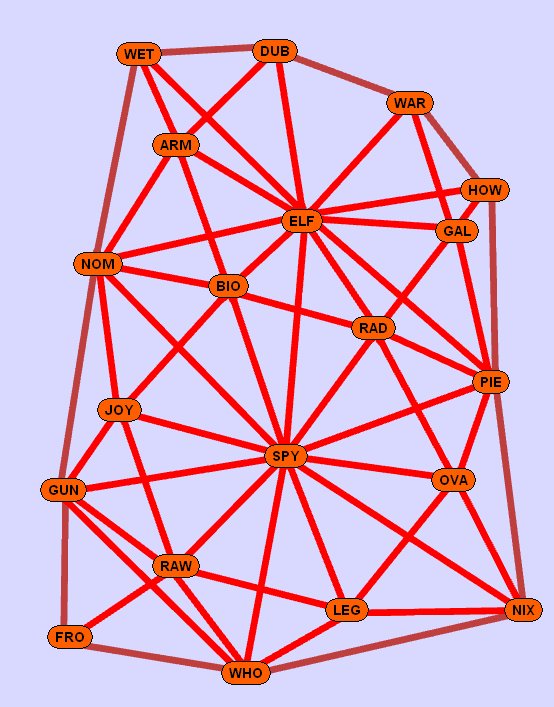 WET
DUB
WAR
ARM
HOW
ELF
GAL
NOM
BIO
RAD
PIE
JOY
SPY
OVA
GUN
RAW
LEG
NIX
FRO
WHO